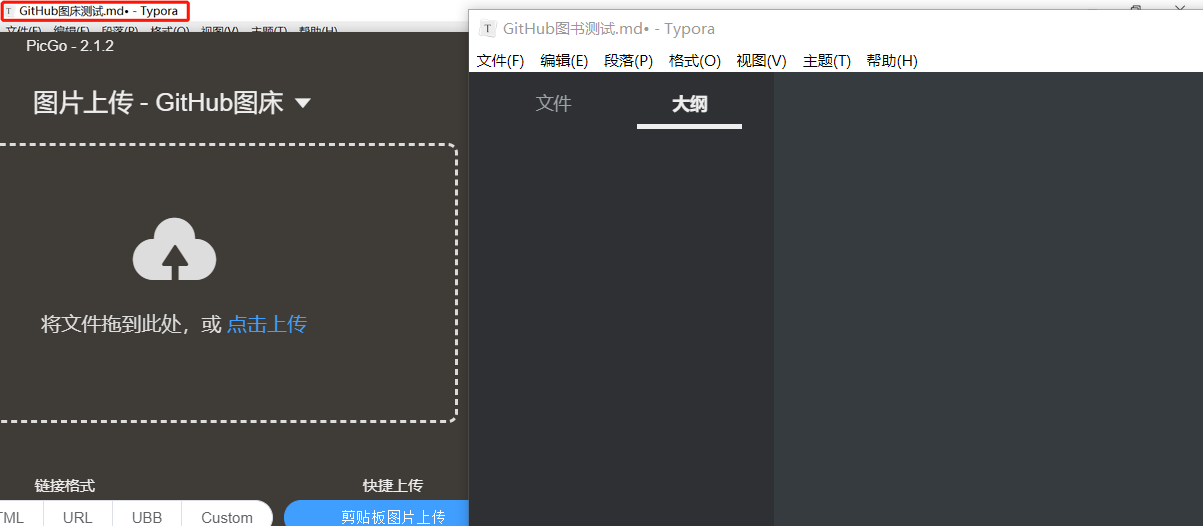 GitHub图床测试.md• - Typora
文件(F) 编辑(E) 段落(P) 格式(O) 视图(V) 主题(T) 帮助(H)
PicGo - 2.1.2
图片上传 - GitHub图床
将文件拖到此处，或 点击上传
链接格式
快捷上传
TML URL UBB Custom
剪贴板图片上传
T GitHub图书测试.md• - Typora
文件(F) 编辑(E) 段落(P) 格式(O) 视图(V) 主题(T) 帮助(H)
文件 大纲